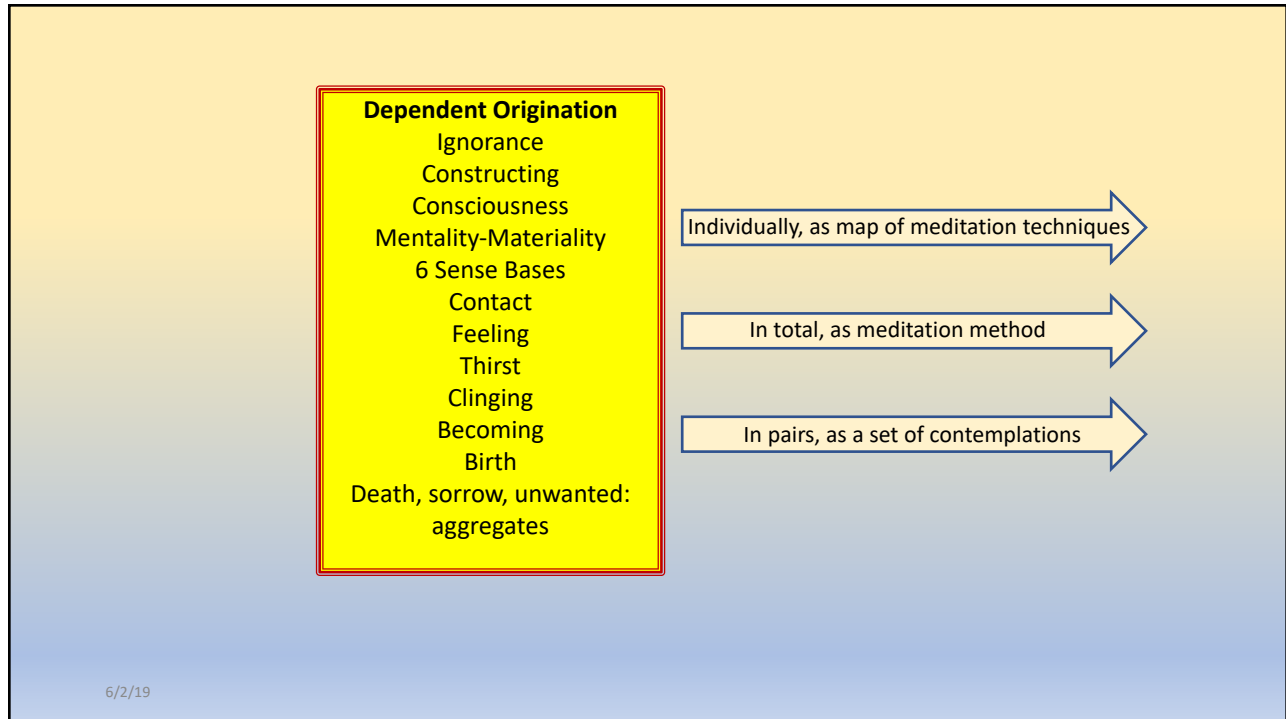 Dependent Origination
Ignorance
Constructing
Consciousness
Mentality-Materiality
6 Sense Bases
Contact
Feeling
Thirst
Clinging
Becoming
Birth
Death, sorrow, unwanted:
aggregates
Individually, as map of meditation techniques
In total, as meditation method
In pairs, as a set of contemplations
6/2/19